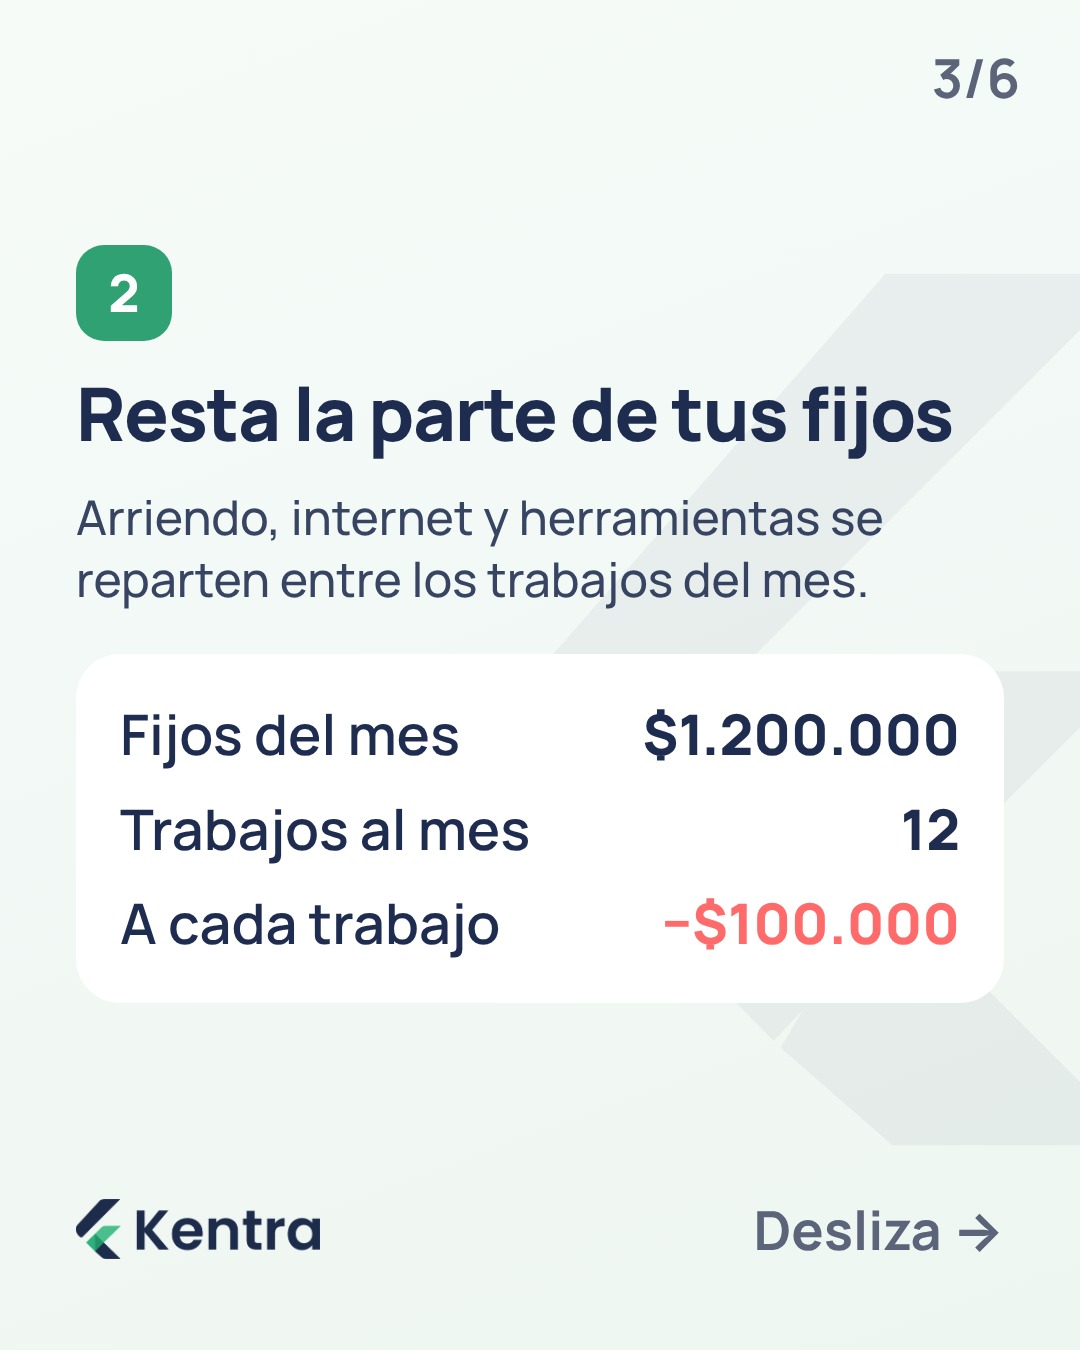 3/6
2
Resta la parte de tus fijos
Arriendo, internet y herramientas se
reparten entre los trabajos del mes.
Fijos del mes $1.200.000
Trabajos al mes 12
A cada trabajo −$100.000
Kentra
Desliza →